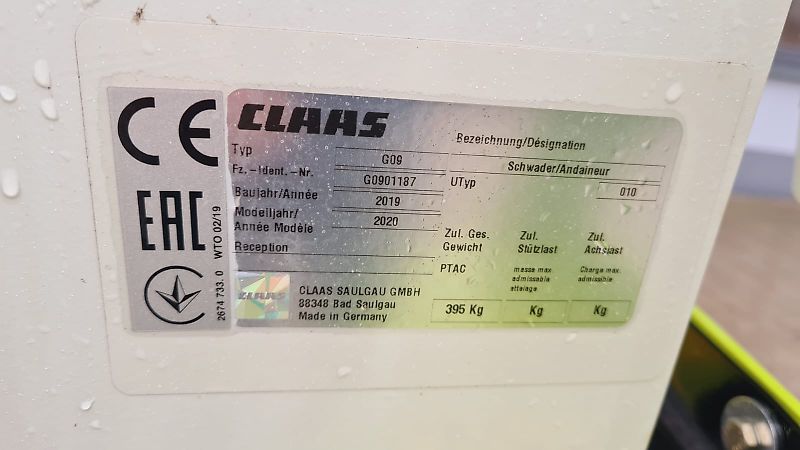 CE
EAC
2674 733. 0 WTO 02/19
CLAAS
Bezeichnung/Désignation
Typ G09 Schwader/Andaineur
Fz.-Ident.-Nr. G0901187 UTyp 010
Baujahr/Année 2019
Modelljahr/
Année Modèle 2020
Reception
Zul. Ges.
Gewicht
Zul.
Stützlast
Zul.
Achslast
PTAC
masse max.
admissable
attelage
Charge max.
admissible
395 Kg Kg Kg
CLAAS
CLAAS SAULGAU GMBH
88348 Bad Saulgau
Made in Germany